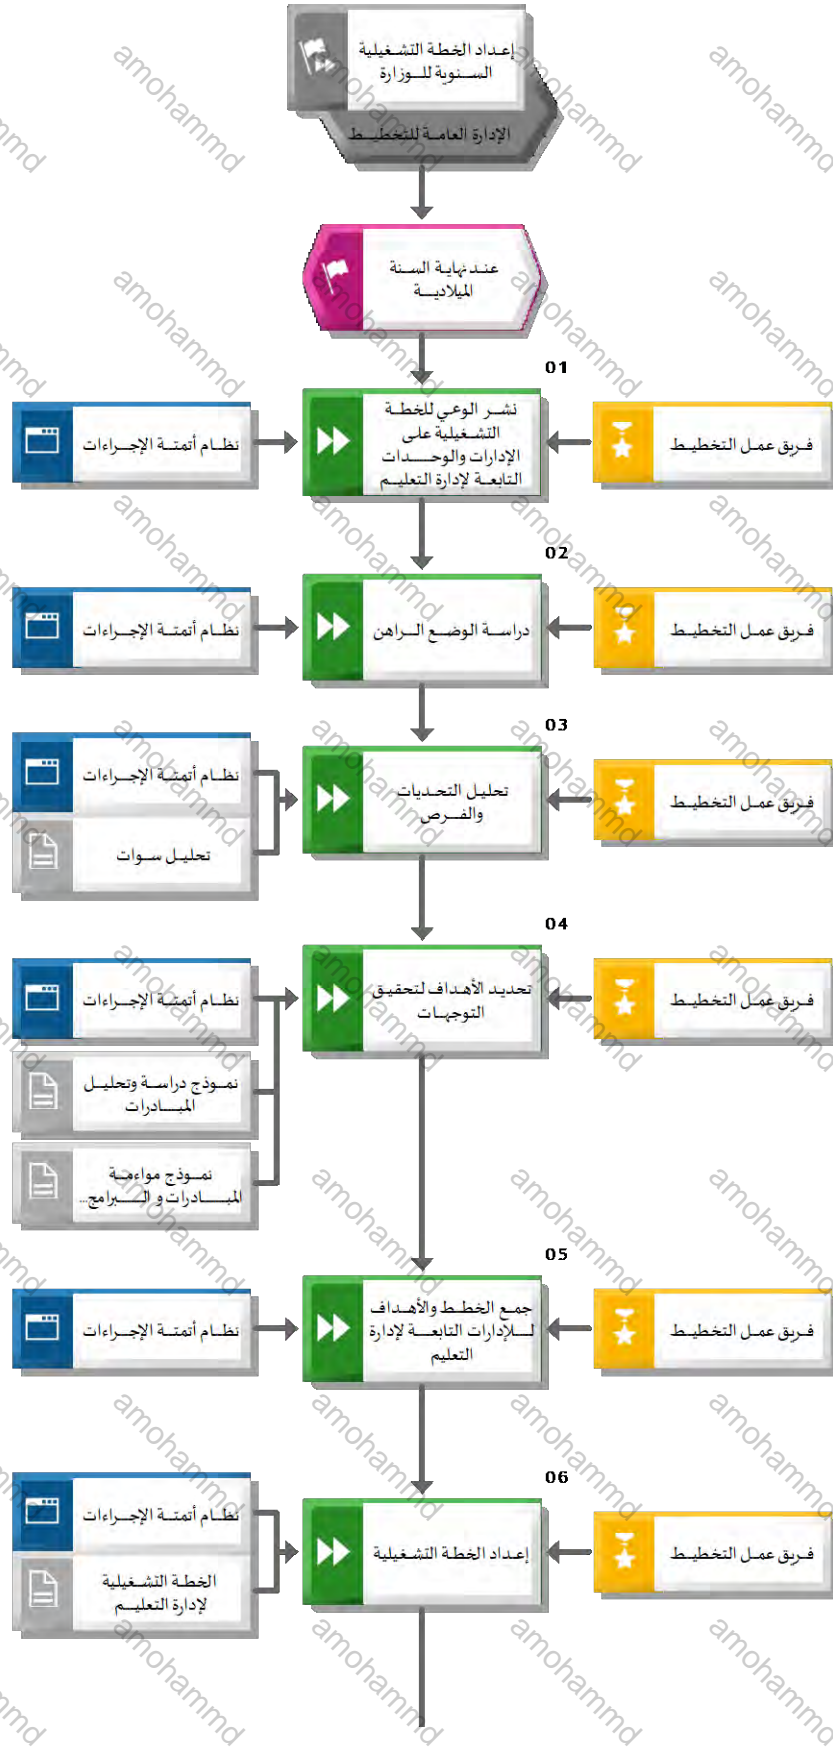 إعداد الخطة التشغيلية
السنوية للوزارة
الإدارة العامة للتخطيط
عند نهاية السنة
الميلادية
01
نشر الوعي للخطة
التشغيلية على
الإدارات والوحدات
التابعة لإدارة التعليم
فريق عمل التخطيط
نظام أتمتة الإجراءات
02
فريق عمل التخطيط
دراسة الوضع الراهن
نظام أتمتة الإجراءات
03
فريق عمل التخطيط
تحليل التحديات
والفرص
نظام أتمتة الإجراءات
تحليل سوات
04
فريق عمل التخطيط
تحديد الأهداف لتحقيق
التوجهات
نظام أتمتة الإجراءات
نموذج دراسة وتحليل
المبادرات
نموذج مواءمة
المبادرات و البرامج...
05
فريق عمل التخطيط
جمع الخطط والأهداف
للإدارات التابعة لإدارة
التعليم
نظام أتمتة الإجراءات
06
فريق عمل التخطيط
إعداد الخطة التشغيلية
نظام أتمتة الإجراءات
الخطة التشغيلية
لإدارة التعليم
amohammd